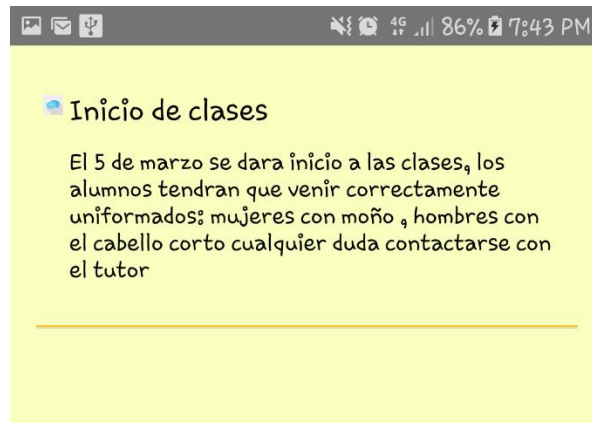 4G 86% 7:43 PM
Inicio de clases
El 5 de marzo se dara inicio a las clases, los
alumnos tendran que venir correctamente
uniformados: mujeres con moño , hombres con
el cabello corto cualquier duda contactarse con
el tutor